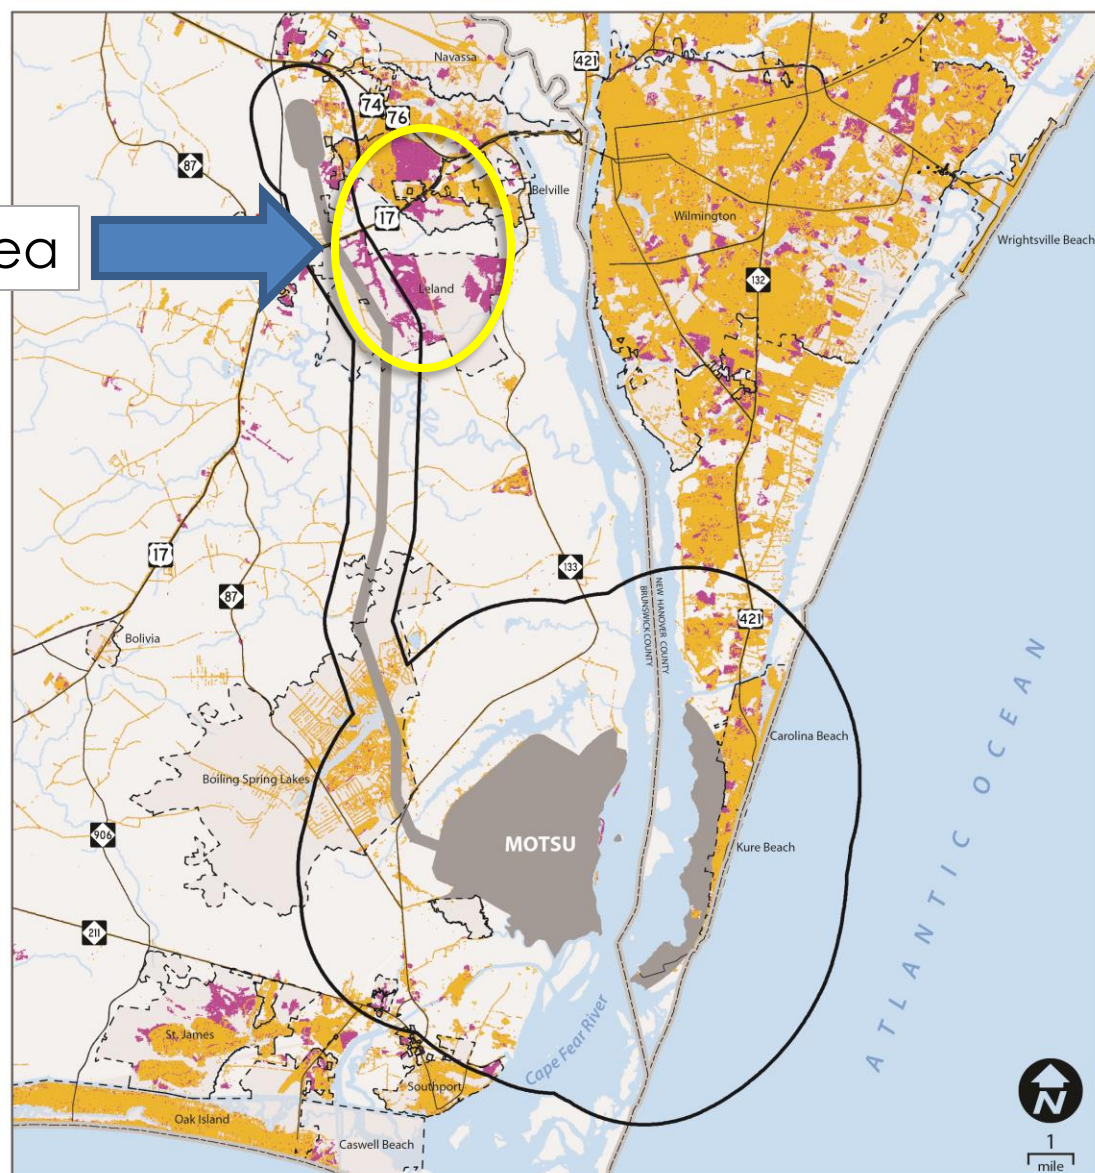 Navassa
421
74
76
87
Belville
ea
17
Wilmington
Wrightsville Beach
132
Leland
17
133
87
NEW HANOVER COUNTY
BRUNSWICK COUNTY
421
Bolivia
Carolina Beach
Boiling Spring Lakes
906
MOTSU
Kure Beach
211
ATLANTIC OCEAN
Cape Fear River
St. James
Southport
Oak Island
Caswell Beach
N
1
mile